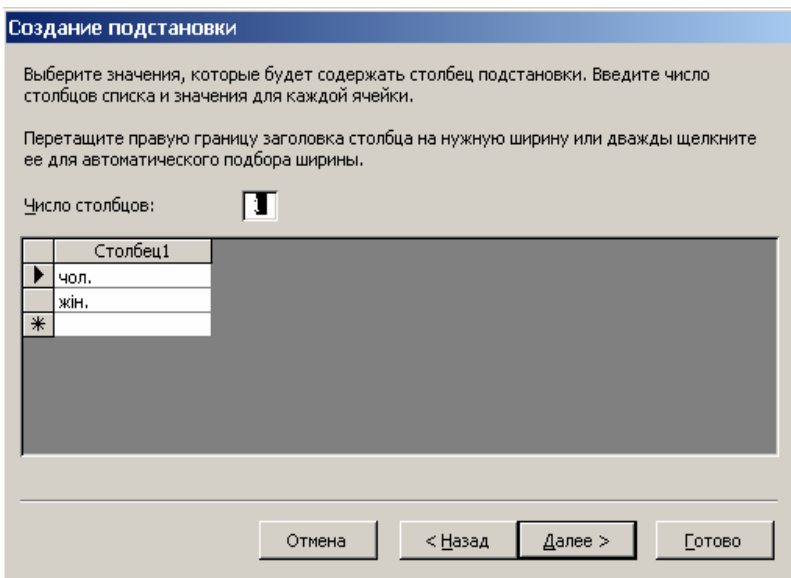 Создание подстановки
Выберите значения, которые будет содержать столбец подстановки. Введите число
столбцов списка и значения для каждой ячейки.
Перетащите правую границу заголовка столбца на нужную ширину или дважды щелкните
ее для автоматического подбора ширины.
Число столбцов: 1
Столбец1
чол.
жін.
Отмена < Назад Далее > Готово